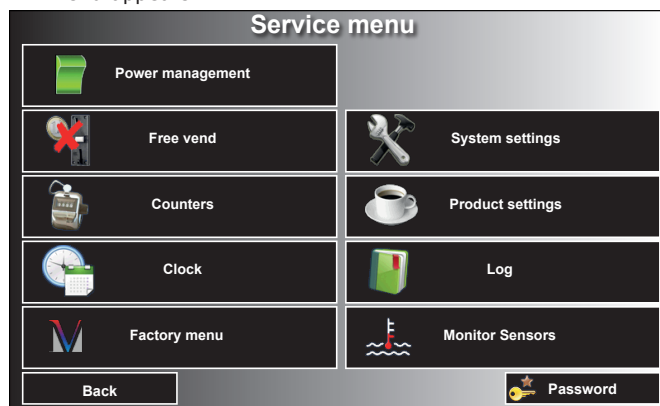 Service menu
Power management
Free vend
System settings
Counters
Product settings
Clock
Log
Factory menu
Monitor Sensors
Back
Password